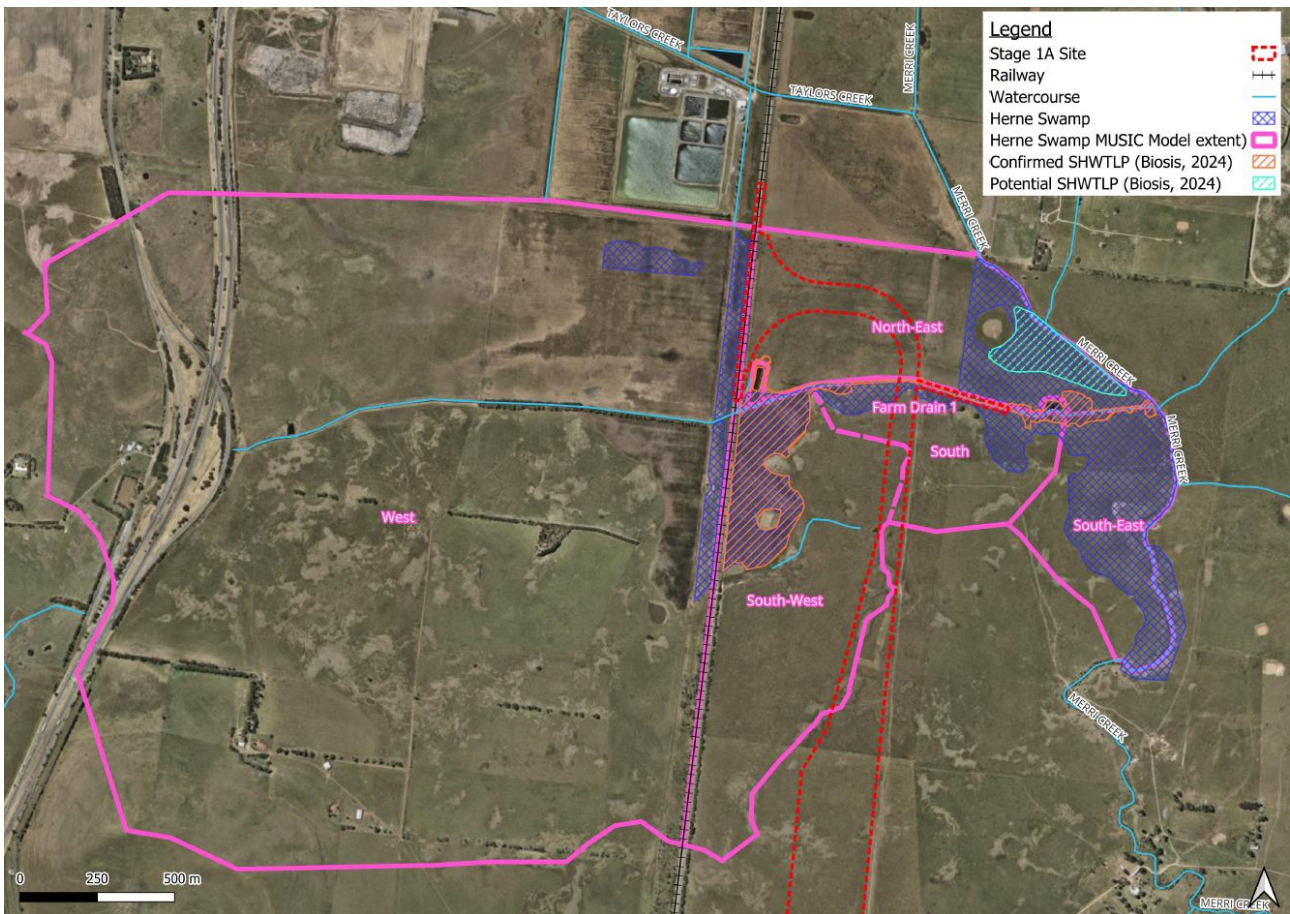 TAYLORS CREEK
MERRI CREEK
Legend
Stage 1A Site
Railway
Watercourse
Herne Swamp
Herne Swamp MUSIC Model extent)
Confirmed SHWTLP (Biosis, 2024)
Potential SHWTLP (Biosis, 2024)
TAYLORS CREEK
MERRI CREEK
North-East
MERRI CREEK
Farm Drain 1
South
MERRI CREEK
West
South-East
South-West
MERRI CREEK
0 250 500 m
MERRI CREEK